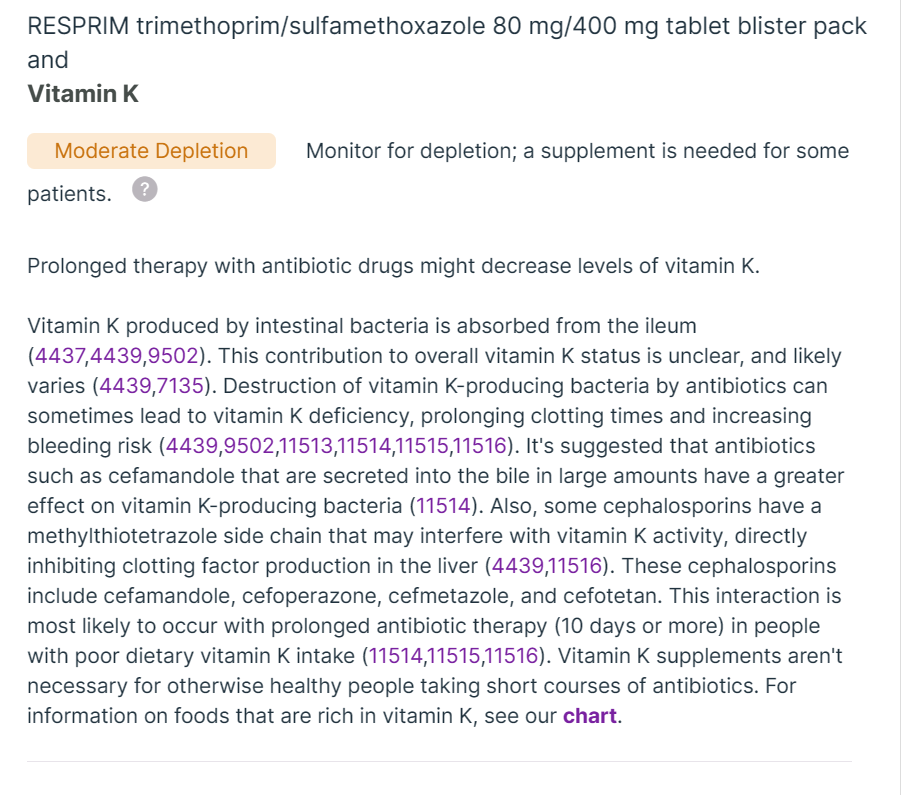 RESPRIM trimethoprim/sulfamethoxazole 80 mg/400 mg tablet blister pack
and
Vitamin K
Moderate Depletion Monitor for depletion; a supplement is needed for some
patients. ?
Prolonged therapy with antibiotic drugs might decrease levels of vitamin K.
Vitamin K produced by intestinal bacteria is absorbed from the ileum
(4437,4439,9502). This contribution to overall vitamin K status is unclear, and likely
varies (4439,7135). Destruction of vitamin K-producing bacteria by antibiotics can
sometimes lead to vitamin K deficiency, prolonging clotting times and increasing
bleeding risk (4439,9502,11513,11514,11515,11516). It's suggested that antibiotics
such as cefamandole that are secreted into the bile in large amounts have a greater
effect on vitamin K-producing bacteria (11514). Also, some cephalosporins have a
methylthiotetrazole side chain that may interfere with vitamin K activity, directly
inhibiting clotting factor production in the liver (4439,11516). These cephalosporins
include cefamandole, cefoperazone, cefmetazole, and cefotetan. This interaction is
most likely to occur with prolonged antibiotic therapy (10 days or more) in people
with poor dietary vitamin K intake (11514,11515,11516). Vitamin K supplements aren't
necessary for otherwise healthy people taking short courses of antibiotics. For
information on foods that are rich in vitamin K, see our chart.